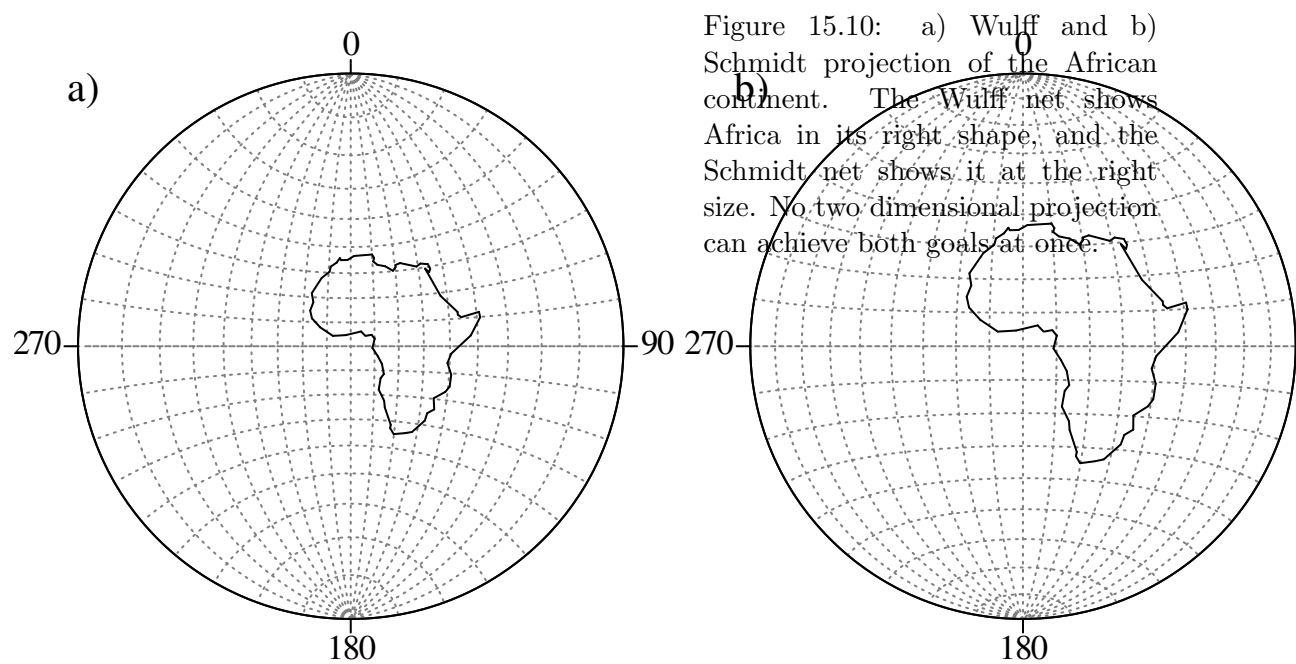 a)
0
270
90
180
b)
0
270
180
Figure 15.10: a) Wulff and b)
Schmidt projection of the African
continent. The Wulff net shows
Africa in its right shape, and the
Schmidt net shows it at the right
size. No two dimensional projection
can achieve both goals at once.